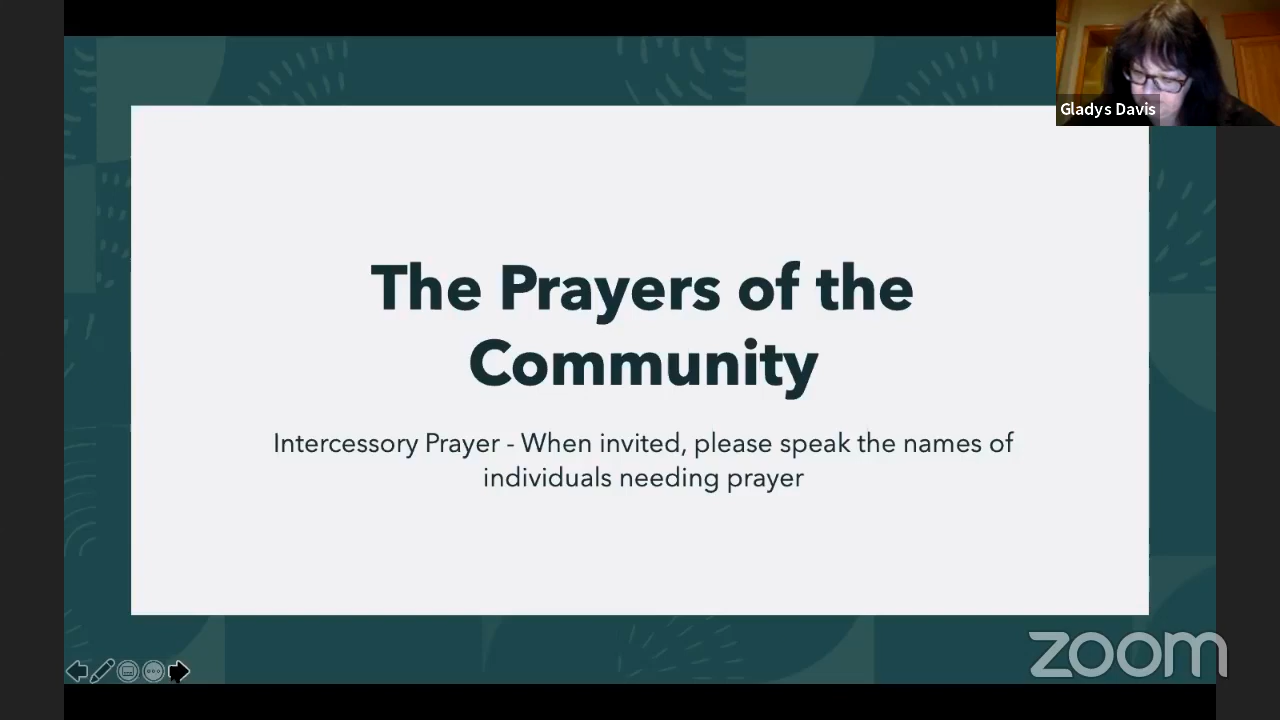 Gladys Davis
The Prayers of the
Community
Intercessory Prayer - When invited, please speak the names of
individuals needing prayer
zoom